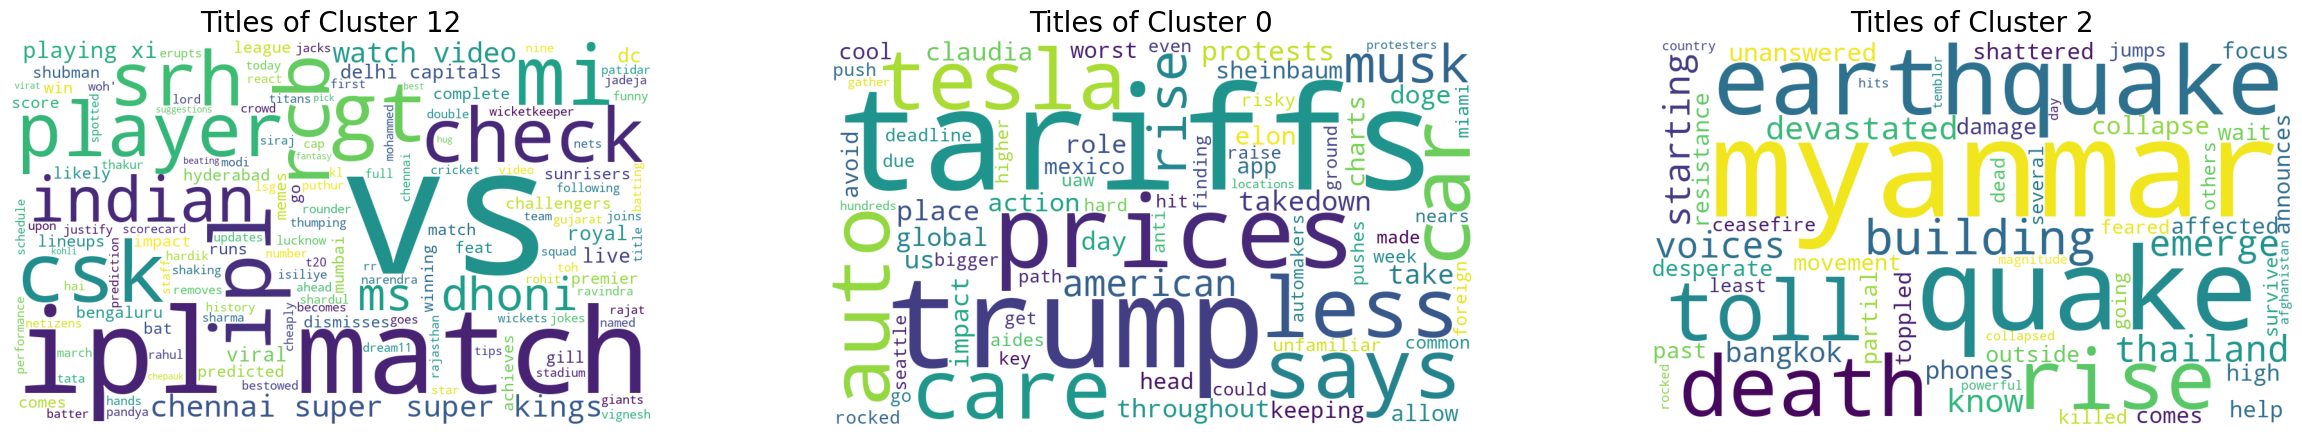 Titles of Cluster 12
playing xi
erupts
league
jacks
watch video
nine
dc
shubman
srh
today
react
rcb
delhi capitals
mi
patidar
win
woh'
first
jadeja
virat
lord
titans
pick
best
complete
funny
score
spotted
suggestions
crowd
gt
double
wicketkeeper
player
siraj
cap
fantasy
mohammed
hug
check
nets
thakur
beating
modi
likely
hyderabad
kl
full
chennai
cricket
video
sunrisers
indian
lsg
puthur
memes
go
following
batting
rounder
vs
challengers
schedule
upon
justify
scorecard
ipl
thumping
team
gujarat
joins
lineups
impact
updates
lucknow
match
royal
kohli
runs
number
mumbai
feat
squad
title
csk
prediction
hardik
shaking
staff
t20
rr
winning
live
hai
removes
isiliye
narendra
rohit
toh
premier
performance
bengaluru
history
ahead
shardul
ms dhoni
ravindra
netizens
bat
sharma
cheaply
becomes
dismisses
goes
rajasthan
wickets
jokes
rajat
named
ipl
march
rahul
viral
match
dream11
tips
achieves
gill
stadium
tata
chepauk
predicted
bestowed
star
comes
hands
batter
pandya
chennai super
super kings
giants
vignesh
Titles of Cluster 0
cool
claudia
worst
even
protests
protesters
push
gather
tesla
rise
sheinbaum
musk
risky
doge
tariffs
deadline
avoid
due
higher
role
mexico
elon
raise
app
ground
charts
miami
car
uaw
finding
locations
hundreds
auto
action
hard
hit
takedown
place
prices
anti
nears
global
day
automakers
made
us
bigger
pushes
week
path
take
american
impact
trump
less
foreign
get
aides
unfamiliar
common
seattle
key
says
go
care
head
could
rocked
throughout
keeping
allow
Titles of Cluster 2
country
unanswered
shattered
jumps
focus
starting
earthquake
hits
temblor
resistance
day
devastated
damage
collapse
wait
myanmar
dead
several
others
announces
ceasefire
feared
affected
voices
building
emerge
desperate
movement
magnitude
afghanistan
least
toll
partial
toppled
quake
going
survive
collapsed
past
bangkok
outside
thailand
rocked
death
phones
powerful
rise
high
know
killed
comes
help